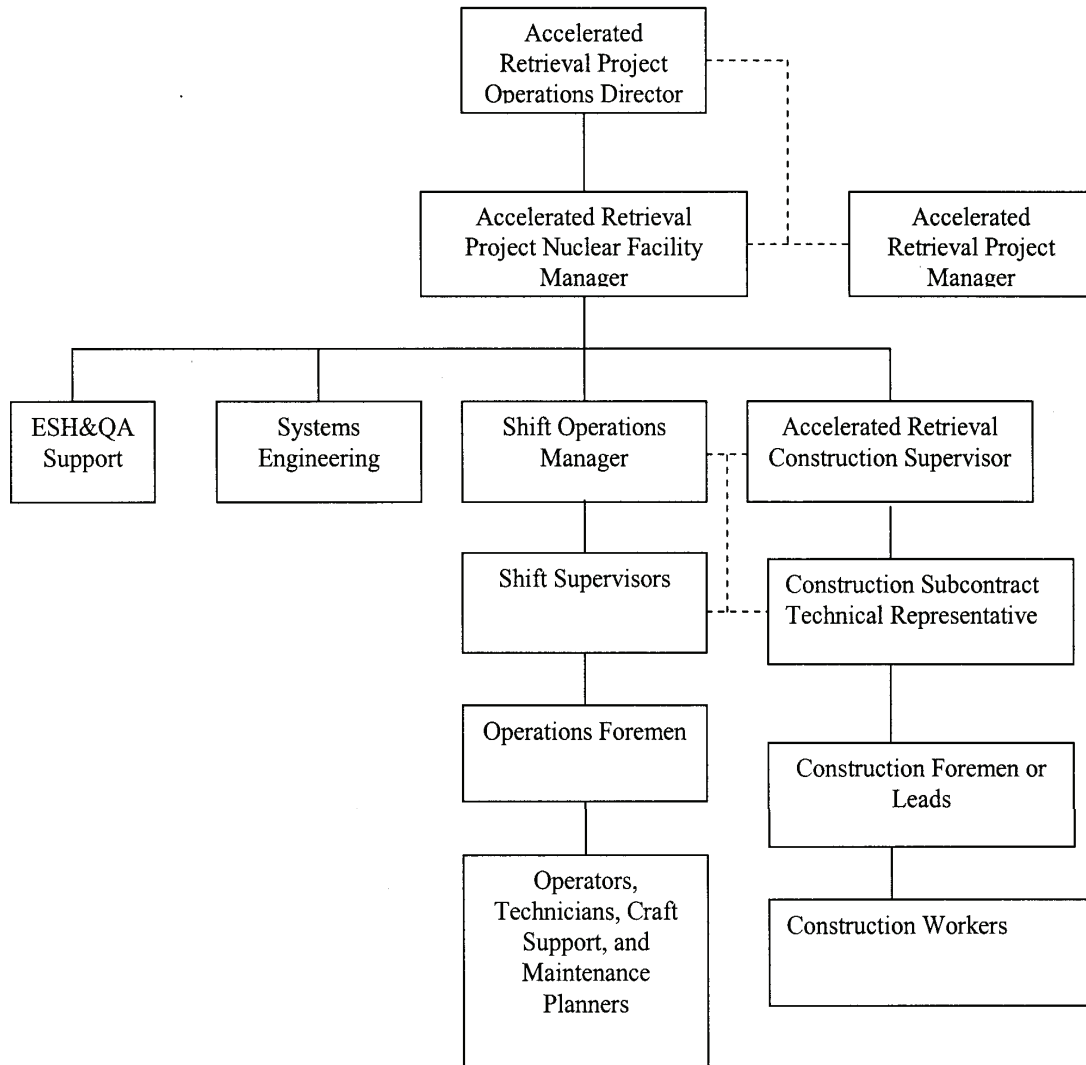 Accelerated
Retrieval Project
Operations Director
Accelerated Retrieval
Project Nuclear Facility
Manager
Accelerated
Retrieval Project
Manager
ESH&QA
Support
Systems
Engineering
Shift Operations
Manager
Accelerated Retrieval
Construction Supervisor
Shift Supervisors
Construction Subcontract
Technical Representative
Operations Foremen
Construction Foremen or
Leads
Operators,
Technicians, Craft
Support, and
Maintenance
Planners
Construction Workers